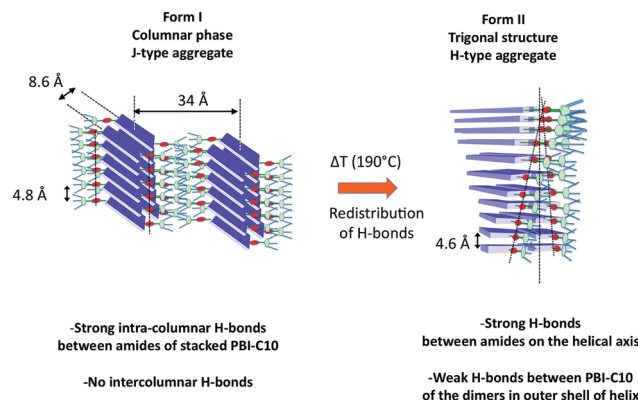 Form I
Columnar phase
J-type aggregate
8.6 Å
34 Å
4.8 Å
-Strong intra-columnar H-bonds
between amides of stacked PBI-C10
-No intercolumnar H-bonds
ΔT (190°C)
Redistribution
of H-bonds
Form II
Trigonal structure
H-type aggregate
4.6 Å
-Strong H-bonds
between amides on the helical axis
-Weak H-bonds between PBI-C10
of the dimers in outer shell of helix